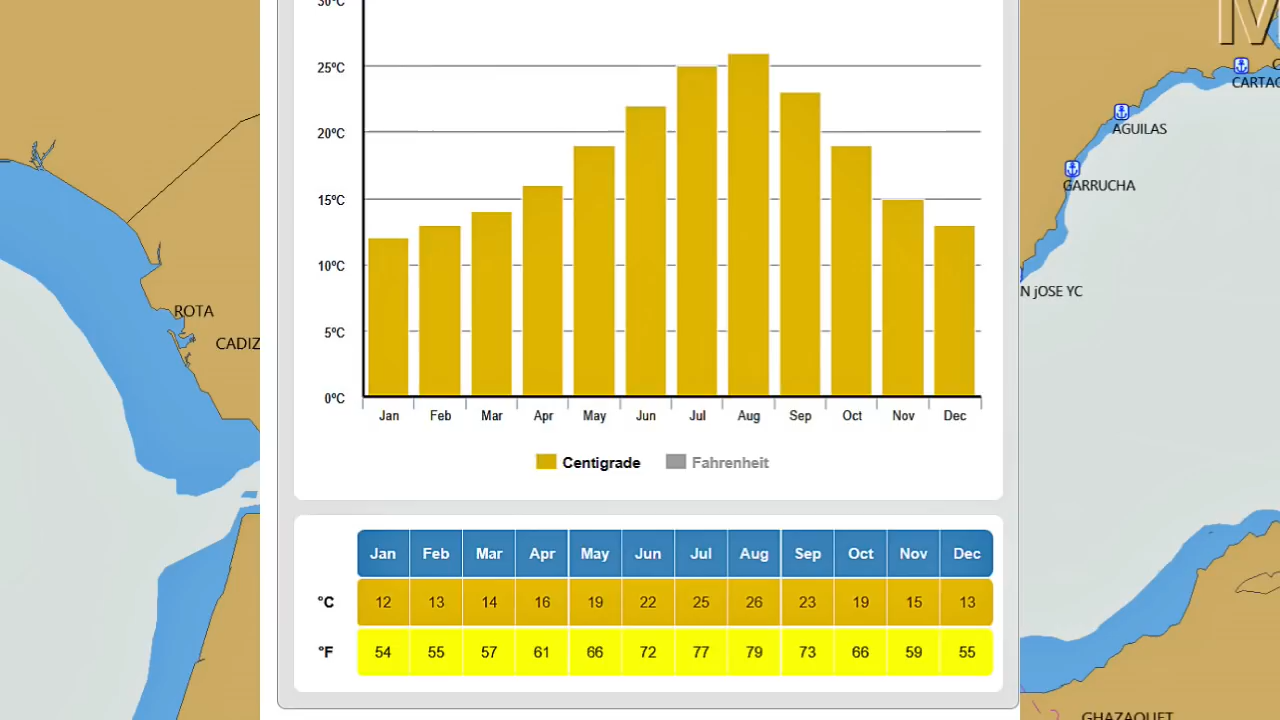 30ºC
25ºC
20ºC
15ºC
10ºC
5ºC
0ºC
Jan Feb Mar Apr May Jun Jul Aug Sep Oct Nov Dec
Centigrade Fahrenheit
Jan Feb Mar Apr May Jun Jul Aug Sep Oct Nov Dec
°C 12 13 14 16 19 22 25 26 23 19 15 13
°F 54 55 57 61 66 72 77 79 73 66 59 55
ROTA
CADIZ
CARTAG
AGUILAS
GARRUCHA
N jOSE YC
GHAZAOUET